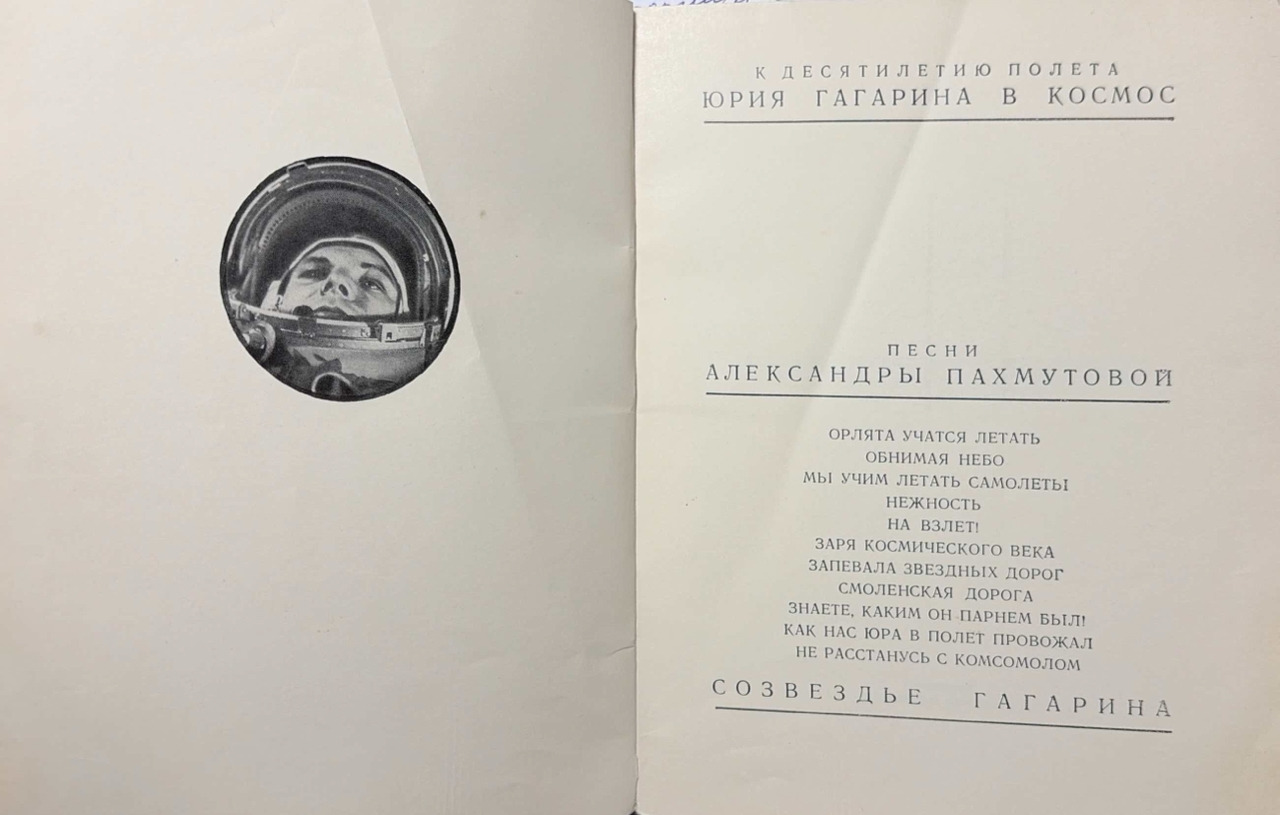 К ДЕСЯТИЛЕТИЮ ПОЛЕТА
ЮРИЯ ГАГАРИНА В КОСМОС
ПЕСНИ
АЛЕКСАНДРЫ ПАХМУТОВОЙ
ОРЛЯТА УЧАТСЯ ЛЕТАТЬ
ОБНИМАЯ НЕБО
МЫ УЧИМ ЛЕТАТЬ САМОЛЕТЫ
НЕЖНОСТЬ
НА ВЗЛЕТ!
ЗАРЯ КОСМИЧЕСКОГО ВЕКА
ЗАПЕВАЛА ЗВЕЗДНЫХ ДОРОГ
СМОЛЕНСКАЯ ДОРОГА
ЗНАЕТЕ, КАКИМ ОН ПАРНЕМ БЫЛ!
КАК НАС ЮРА В ПОЛЕТ ПРОВОЖАЛ
НЕ РАССТАНУСЬ С КОМСОМОЛОМ
СОЗВЕЗДЬЕ ГАГАРИНА